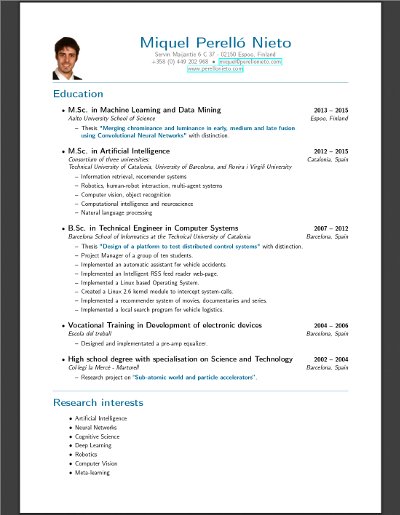 Miquel Perelló Nieto
Servin Maijantie 6 C 37 · 02150 Espoo, Finland
+358 (0) 449 202 968 • miquel@perellonieto.com
www.perellonieto.com
Education
• M.Sc. in Machine Learning and Data Mining 2013 – 2015
Aalto University School of Science Espoo, Finland
– Thesis "Merging chrominance and luminance in early, medium and late fusion
using Convolutional Neural Networks" with distinction.
• M.Sc. in Artificial Intelligence 2012 – 2015
Consortium of three universities: Catalonia, Spain
Technical University of Catalonia, University of Barcelona, and Rovira i Virgili University
– Information retrieval, recomender systems
– Robotics, human-robot interaction, multi-agent systems
– Computer vision, object recognition
– Computational intelligence and neuroscience
– Natural language processing
• B.Sc. in Technical Engineer in Computer Systems 2007 – 2012
Barcelona School of Informatics at the Technical University of Catalonia Barcelona, Spain
– Thesis "Design of a platform to test distributed control systems" with distinction.
– Project Manager of a group of ten students.
– Implemented an automatic assistant for vehicle accidents.
– Implemented an Intelligent RSS feed reader web-page.
– Implemented a Linux based Operating System.
– Created a Linux 2.6 kernel module to intercept system-calls.
– Implemented a recommender system of movies, documentaries and series.
– Implemented a local search program for vehicle logistics.
• Vocational Training in Development of electronic devices 2004 – 2006
Escola del treball Barcelona, Spain
– Designed and implementated a pre-amp equalizer.
• High school degree with specialisation on Science and Technology 2002 – 2004
Col·legi la Mercè - Martorell Barcelona, Spain
– Research project on "Sub-atomic world and particle accelerators".
Research interests
• Artificial Intelligence
• Neural Networks
• Cognitive Science
• Deep Learning
• Robotics
• Computer Vision
• Meta-learning